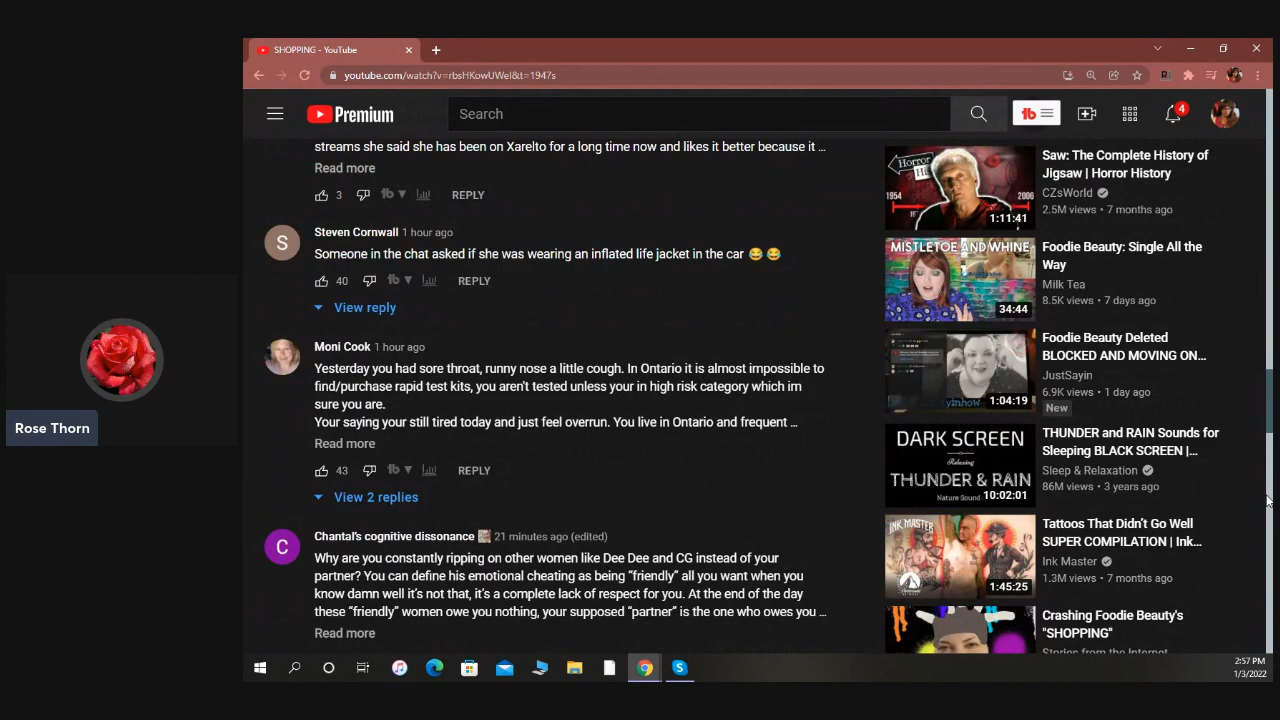 SHOPPING - YouTube
youtube.com/watch?v=rbsHKowUWeI&t=1947s
Premium
Search
4
streams she said she has been on Xarelto for a long time now and likes it better because it ...
Read more
3
REPLY
Steven Cornwall 1 hour ago
Someone in the chat asked if she was wearing an inflated life jacket in the car 😂 😂
40
REPLY
View reply
Moni Cook 1 hour ago
Yesterday you had sore throat, runny nose a little cough. In Ontario it is almost impossible to
find/purchase rapid test kits, you aren't tested unless your in high risk category which im
sure you are.
Your saying your still tired today and just feel overrun. You live in Ontario and frequent ...
Read more
43
REPLY
View 2 replies
C
Chantal's cognitive dissonance 21 minutes ago (edited)
Why are you constantly ripping on other women like Dee Dee and CG instead of your
partner? You can define his emotional cheating as being “friendly” all you want when you
know damn well it's not that, it's a complete lack of respect for you. At the end of the day
these “friendly” women owe you nothing, your supposed “partner” is the one who owes you ...
Read more
S
Rose Thorn
Horror
1954
2006
1:11:41
Saw: The Complete History of
Jigsaw | Horror History
CZsWorld
2.5M views • 7 months ago
MISTLETOE AND WHINE
34:44
Foodie Beauty: Single All the
Way
Milk Tea
8.5K views • 7 days ago
1:04:19
Foodie Beauty Deleted
BLOCKED AND MOVING ON...
JustSayin
6.9K views • 1 day ago
New
DARK SCREEN
Relaxing
THUNDER & RAIN
Nature Sound
10:02:01
THUNDER and RAIN Sounds for
Sleeping BLACK SCREEN |...
Sleep & Relaxation
86M views • 3 years ago
INK MASTER
1:45:25
Tattoos That Didn't Go Well
SUPER COMPILATION | Ink...
Ink Master
1.3M views • 7 months ago
Crashing Foodie Beauty's
"SHOPPING"
Stories from the Internet
2:57 PM
1/3/2022